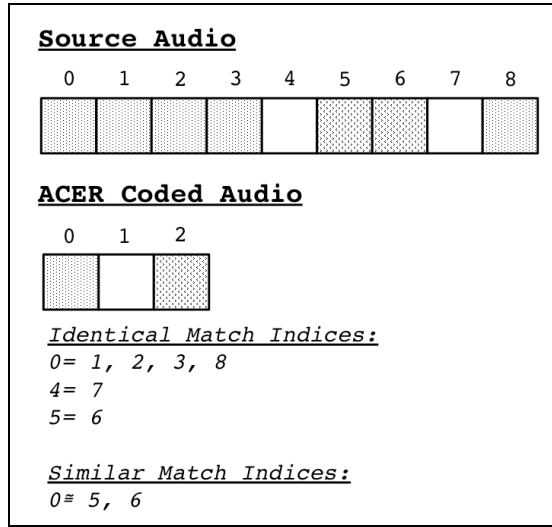 Source Audio
0 1 2 3 4 5 6 7 8
ACER Coded Audio
0 1 2
Identical Match Indices:
0= 1, 2, 3, 8
4= 7
5= 6
Similar Match Indices:
0≅ 5, 6